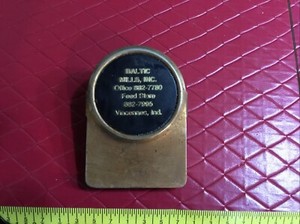 BALTIC
MILLS, INC.
Office 882-7780
Feed Store
882-7995
Vincennes, Ind.